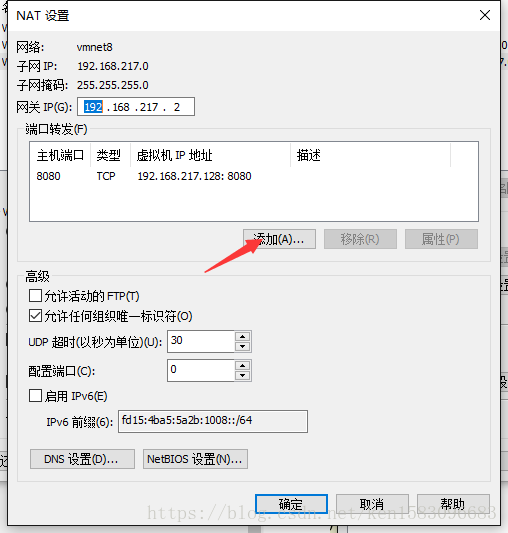 NAT 设置
网络: vmnet8
子网 IP: 192.168.217.0
子网掩码: 255.255.255.0
网关 IP(G): 192 .168 .217 . 2
端口转发(F)
主机端口 类型 虚拟机 IP 地址 描述
8080 TCP 192.168.217.128: 8080
添加(A)... 移除(R) 属性(P)
高级
允许活动的 FTP(T)
允许任何组织唯一标识符(O)
UDP 超时(以秒为单位)(U): 30
配置端口(C): 0
启用 IPv6(E)
IPv6 前缀(6): fd15:4ba5:5a2b:1008::/64
DNS 设置(D)... NetBIOS 设置(N)...
确定 取消 帮助